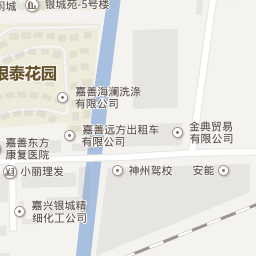 闲城
银城苑-5号楼
银泰花园
嘉善海澜洗涤
有限公司
嘉善远方出租车
有限公司
金典贸易
有限公司
嘉善东方
康复医院
小丽理发
神州驾校
安能
嘉兴银城精
细化工公司